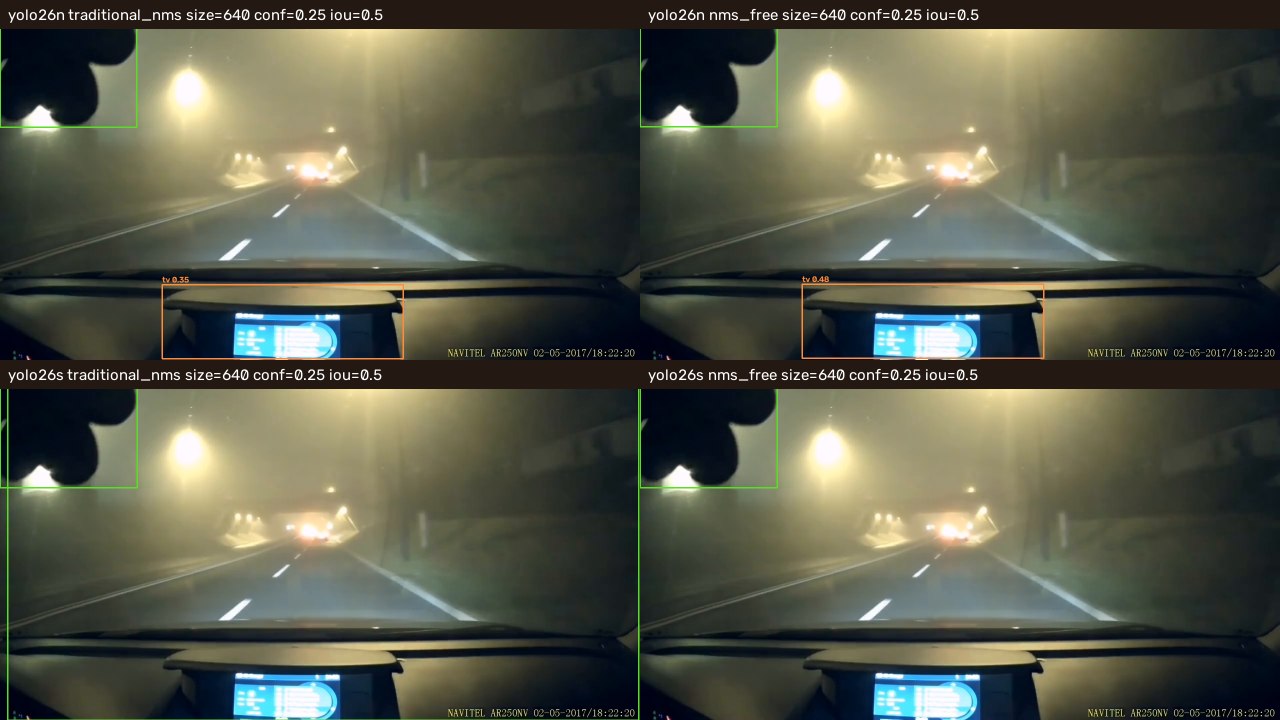 yolo26n traditional_nms size=640 conf=0.25 iou=0.5
yolo26n nms_free size=640 conf=0.25 iou=0.5
tv 0.35
tv 0.48
NAVITEL AR250NV 02-05-2017/18:22:20
NAVITEL AR250NV 02-05-2017/18:22:20
yolo26s traditional_nms size=640 conf=0.25 iou=0.5
yolo26s nms_free size=640 conf=0.25 iou=0.5
NAVITEL AR250NV 02-05-2017/18:22:20
NAVITEL AR250NV 02-05-2017/18:22:20